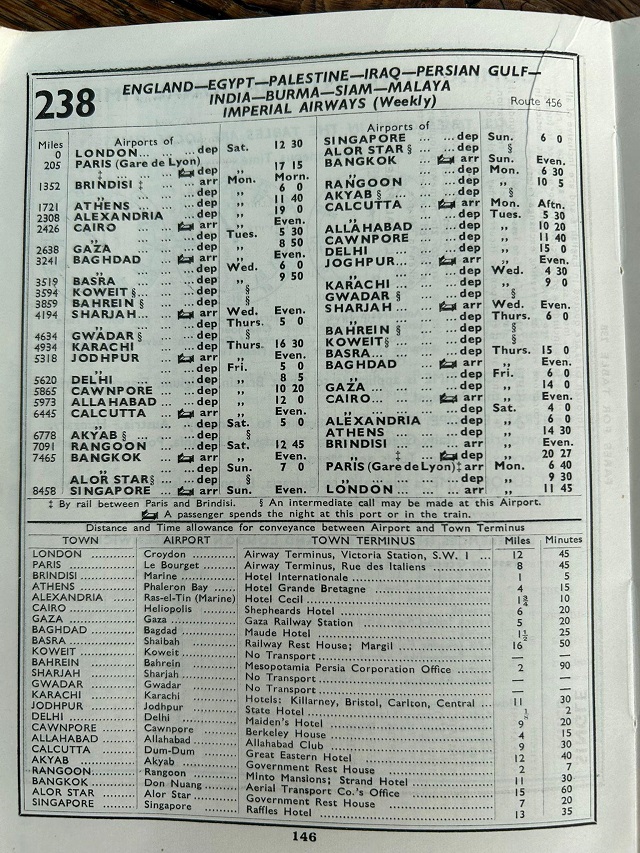 238
ENGLAND—EGYPT—PALESTINE—IRAQ—PERSIAN GULF—
INDIA—BURMA—SIAM—MALAYA
IMPERIAL AIRWAYS (Weekly)
Route 456
Miles Airports of
0 LONDON... ... ...dep Sat. 12 30
205 PARIS (Gare de Lyon)
‡ ... ... dep ,, 17 15
1352 BRINDISI ‡ ... ... arr Mon. Morn.
,, ... ... ...dep ,, 6 0
1721 ATHENS ... ... ...dep ,, 11 40
2308 ALEXANDRIA ...dep ,, 19 0
2426 CAIRO ... ... arr ,, Even.
,, ... ... ...dep Tues. 5 30
2638 GAZA ... ... ...dep ,, 8 50
3241 BAGHDAD ... arr ,, Even.
,, ... ... ...dep Wed. 6 0
3519 BASRA ... ... ...dep ,, 9 50
3594 KOWEIT § ... ...dep §
3859 BAHREIN § ... ...dep §
4194 SHARJAH... ... arr Wed. Even.
,, ... ... ...dep Thurs. 5 0
4634 GWADAR § ... ...dep §
4934 KARACHI ... ...dep Thurs. 16 30
5318 JODHPUR ... arr ,, Even.
,, ... ... ...dep Fri. 5 0
5620 DELHI ... ... ...dep ,, 8 5
5865 CAWNPORE ...dep ,, 10 20
5973 ALLAHABAD ...dep ,, 12 0
6445 CALCUTTA ... arr ,, Even.
,, ... ... ...dep Sat. 5 0
6778 AKYAB § ... ...dep §
7091 RANGOON ... ...dep Sat. 12 45
7465 BANGKOK ... arr ,, Even.
,, ... ... ...dep Sun. 7 0
ALOR STAR§ ... ...dep §
8458 SINGAPORE ... arr Sun. Even.
Airports of
SINGAPORE ... ...dep Sun. 6 0
ALOR STAR § ... ...dep §
BANGKOK ... arr Sun. Even.
,, ... ... ...dep Mon. 6 30
RANGOON ... ...dep ,, 10 5
AKYAB § ... ...dep §
CALCUTTA ... arr Mon. Aftn.
,, ... ... ...dep Tues. 5 30
ALLAHABAD ...dep ,, 10 20
CAWNPORE ...dep ,, 11 40
DELHI ... ... ...dep ,, 15 0
JOGHPUR... ... arr ,, Even.
,, ... ... ...dep Wed. 4 30
KARACHI ... ...dep ,, 9 0
GWADAR § ... ...dep §
SHARJAH ... arr Wed. Even.
,, ... ... ...dep Thurs. 6 0
BAHREIN § ... ...dep §
KOWEIT§ ... ...dep §
BASRA... ... ...dep Thurs. 15 0
BAGHDAD ... arr ,, Even.
,, ... ... ...dep Fri. 6 0
GAZA ... ... ...dep ,, 14 0
CAIRO... ... arr ,, Even.
,, ... ... ...dep Sat. 4 0
ALEXANDRIA ...dep ,, 6 0
ATHENS ... ...dep ,, 14 30
BRINDISI ... ... arr ,, Even.
,, ‡ ... dep ,, 20 27
PARIS (Gare de Lyon)‡ arr Mon. 6 40
,, ... ... ...dep ,, 9 30
LONDON ... ... arr ,, 11 45
‡ By rail between Paris and Brindisi. § An intermediate call may be made at this Airport.
A passenger spends the night at this port or in the train.
Distance and Time allowance for conveyance between Airport and Town Terminus
TOWN AIRPORT TOWN TERMINUS Miles Minutes
LONDON Croydon Airway Terminus, Victoria Station, S.W. 1 ... 12 45
PARIS Le Bourget Airway Terminus, Rue des Italiens 8 45
BRINDISI Marine Hotel Internationale 1 5
ATHENS Phaleron Bay Hotel Grande Bretagne 4 15
ALEXANDRIA Ras-el-Tin (Marine) Hotel Cecil 1¾ 10
CAIRO Heliopolis Shepheards Hotel 6 20
GAZA Gaza Gaza Railway Station 5 20
BAGHDAD Bagdad Maude Hotel 1½ 25
BASRA Shaibah Railway Rest House; Margil 16 50
KOWEIT Koweit No Transport — —
BAHREIN Bahrein Mesopotamia Persia Corporation Office 2 90
SHARJAH Sharjah No Transport — —
GWADAR Gwadar No Transport — —
KARACHI Karachi Hotels: Killarney, Bristol, Carlton, Central 11 30
JODHPUR Jodhpur State Hotel 2
DELHI Delhi Maiden's Hotel 9 20
CAWNPORE Cawnpore Berkeley House 4 15
ALLAHABAD Allahabad Allahabad Club 9 30
CALCUTTA Dum-Dum Great Eastern Hotel 12 40
AKYAB Akyab Government Rest House 2 7
RANGOON Rangoon Minto Mansions; Strand Hotel 11 30
BANGKOK Don Nuang Aerial Transport Co.'s Office 15 60
ALOR STAR Alor Star Government Rest House 7 20
SINGAPORE Singapore Raffles Hotel 13 35
146